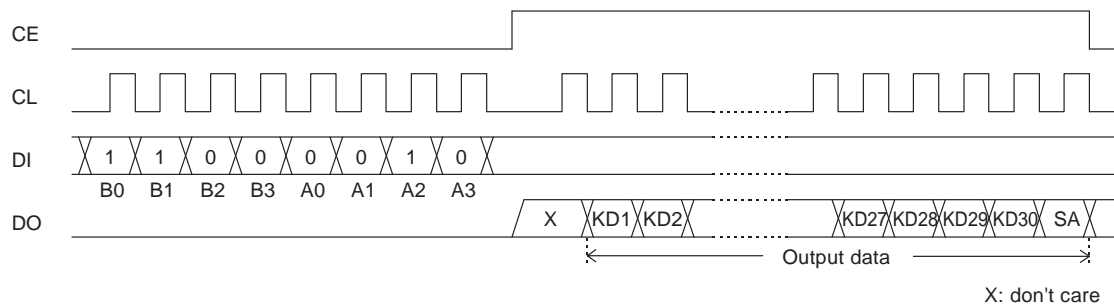 CE
CL
DI 1 1 0 0 0 0 1 0
B0 B1 B2 B3 A0 A1 A2 A3
DO X KD1 KD2 KD27 KD28 KD29 KD30 SA
Output data
X: don't care